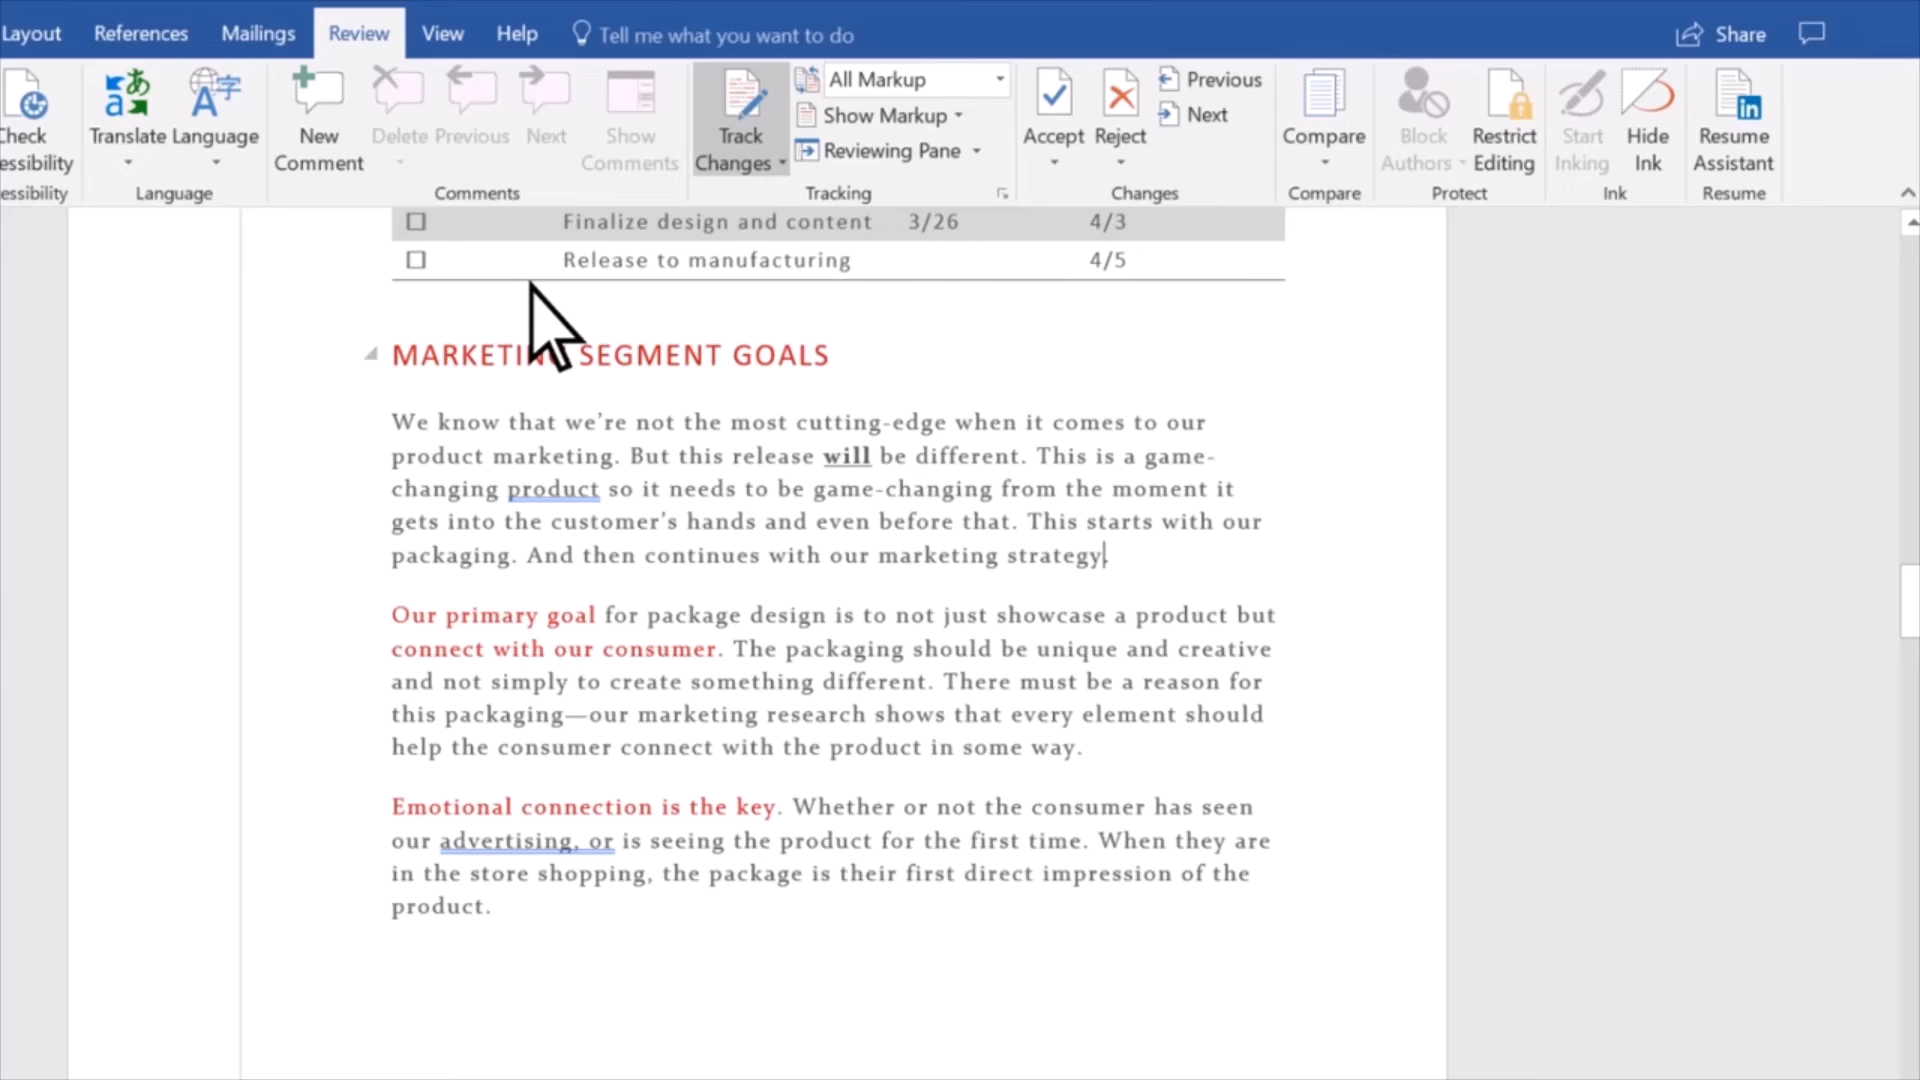 Layout References Mailings Review View Help Tell me what you want to do Share
All Markup Previous
Show Markup Next
Check Translate Language New Delete Previous Next Show Track Reviewing Pane Accept Reject Compare Block Restrict Start Hide Resume
essibility Comment Comments Changes Authors Editing Inking Ink Assistant
essibility Language Comments Tracking Changes Compare Protect Ink Resume
Finalize design and content 3/26 4/3
Release to manufacturing 4/5
MARKETING SEGMENT GOALS
We know that we’re not the most cutting-edge when it comes to our
product marketing. But this release will be different. This is a game-
changing product so it needs to be game-changing from the moment it
gets into the customer’s hands and even before that. This starts with our
packaging. And then continues with our marketing strategy.
Our primary goal for package design is to not just showcase a product but
connect with our consumer. The packaging should be unique and creative
and not simply to create something different. There must be a reason for
this packaging—our marketing research shows that every element should
help the consumer connect with the product in some way.
Emotional connection is the key. Whether or not the consumer has seen
our advertising, or is seeing the product for the first time. When they are
in the store shopping, the package is their first direct impression of the
product.